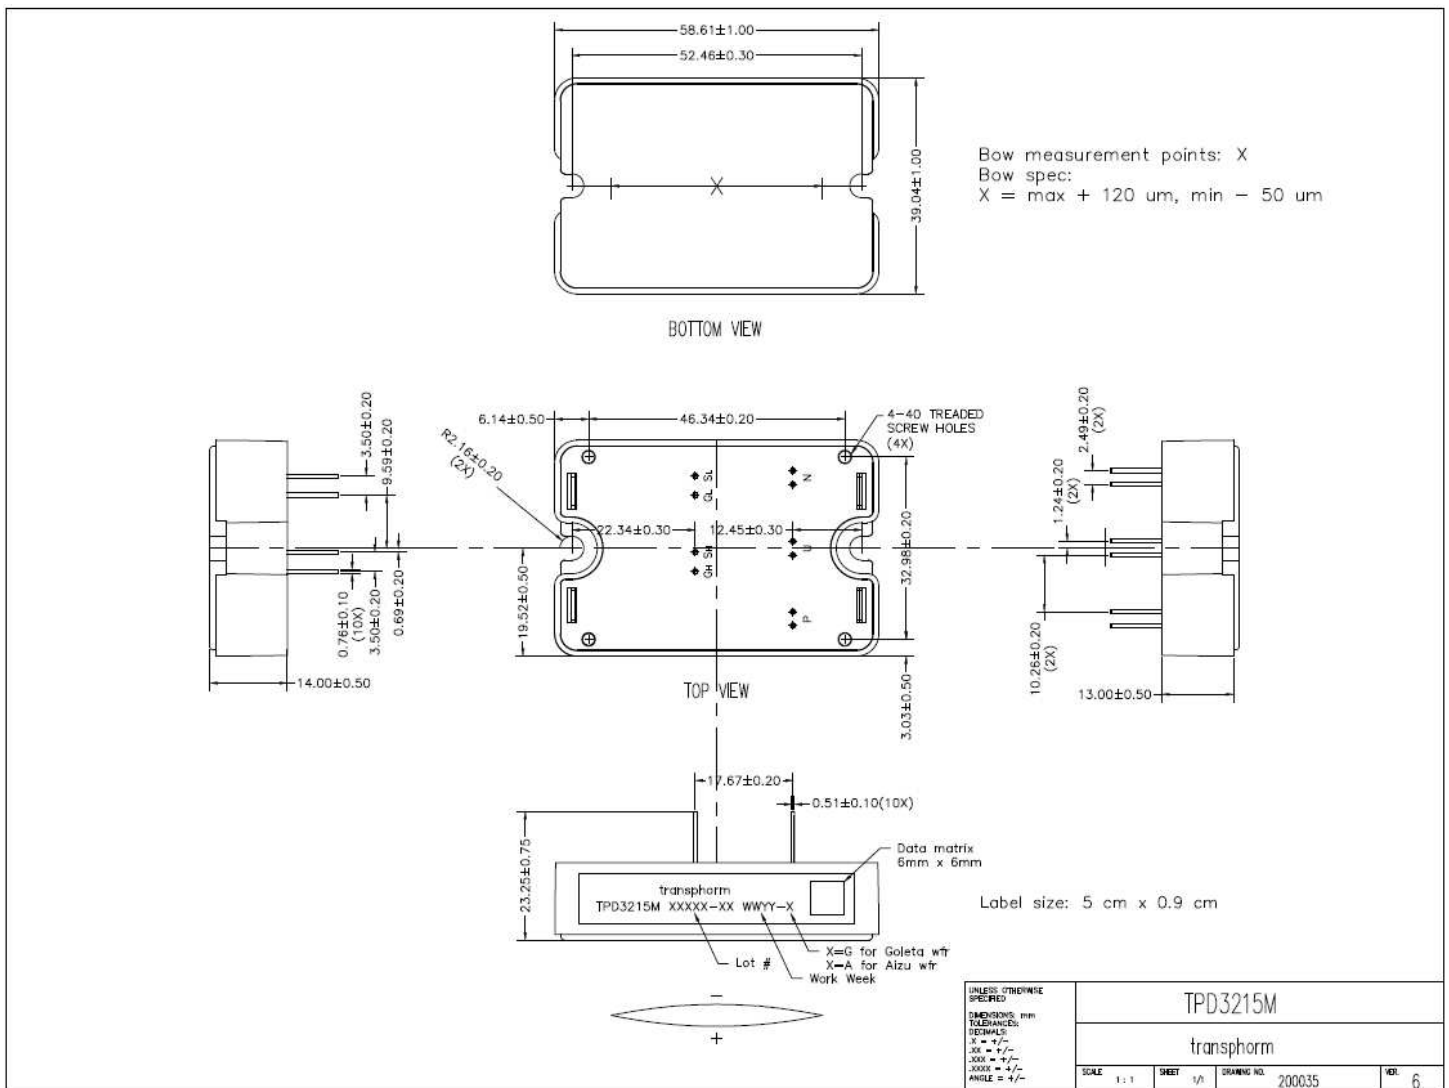 58.61±1.00
52.46±0.30
39.04±1.00
X
Bow measurement points: X
Bow spec:
X = max + 120 um, min - 50 um
BOTTOM VIEW
3.50±0.20
9.59±0.20
0.76±0.10
(10X)
3.50±0.20
0.69±0.20
14.00±0.50
6.14±0.50
46.34±0.20
4-40 TREADED
SCREW HOLES
(4X)
R2.16±0.20
(2X)
SL
GL
N
22.34±0.30
12.45±0.30
SH
GH
U
P
32.98±0.20
19.52±0.50
3.03±0.50
TOP VIEW
2.49±0.20
(2X)
1.24±0.20
(2X)
10.26±0.20
(2X)
13.00±0.50
17.67±0.20
0.51±0.10(10X)
23.25±0.75
Data matrix
6mm x 6mm
transphorm
TPD3215M XXXXX-XX WWYY-X
Label size: 5 cm x 0.9 cm
X=G for Goleta wfr
X=A for Aizu wfr
Lot #
Work Week
-
+
UNLESS OTHERWISE
SPECIFIED
DIMENSIONS: mm
TOLERANCES:
DECIMALS:
.X = +/-
.XX = +/-
.XXX = +/-
.XXXX = +/-
ANGLE = +/-
TPD3215M
transphorm
SCALE 1:1 SHEET 1/1 DRAWING NO. 200035 VER. 6